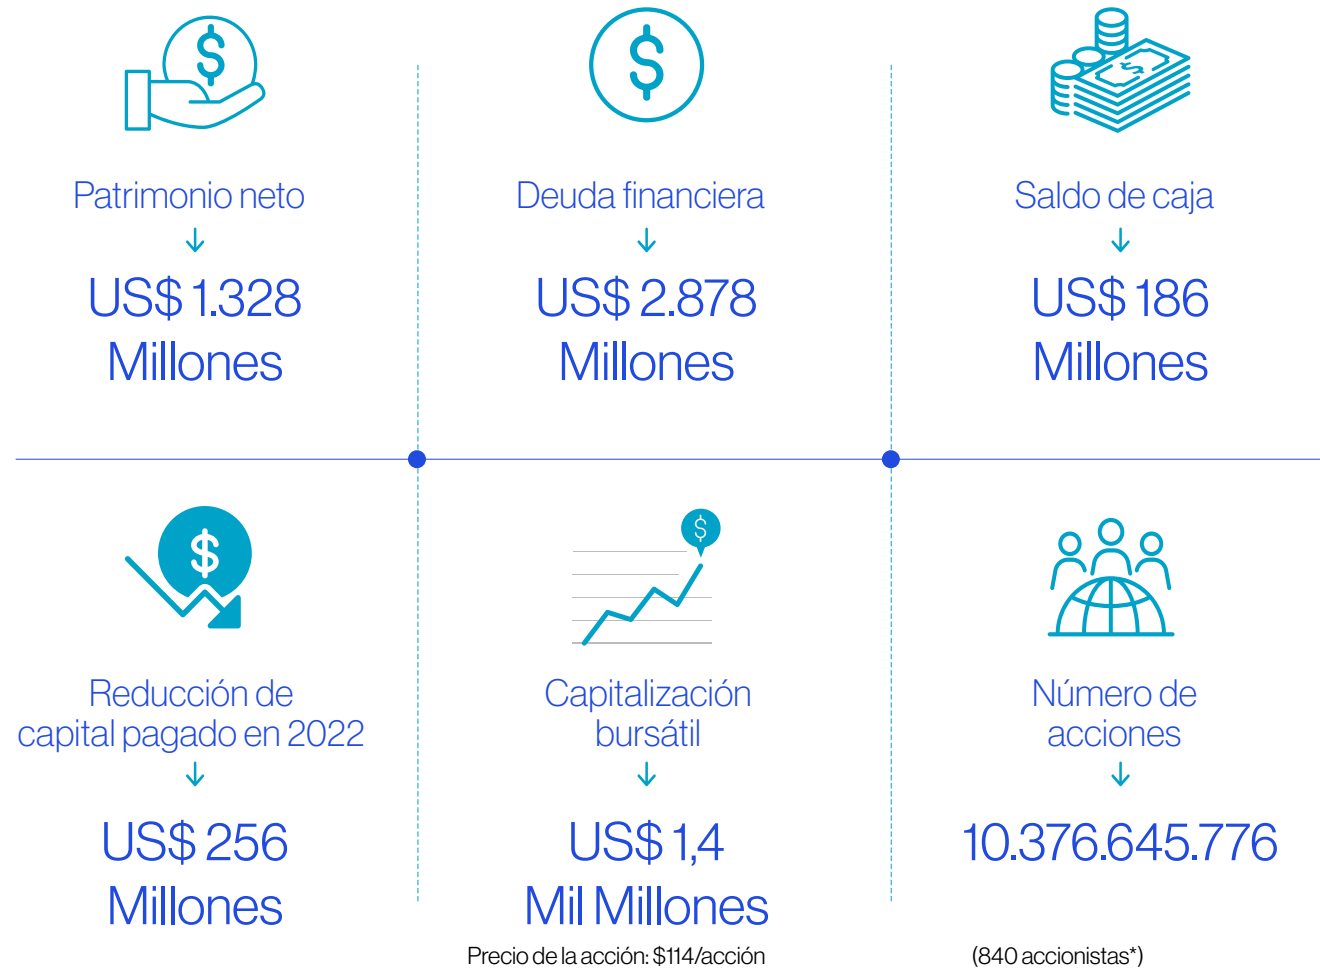 Patrimonio neto
US$ 1.328
Millones
Deuda financiera
US$ 2.878
Millones
Saldo de caja
US$ 186
Millones
Reducción de
capital pagado en 2022
US$ 256
Millones
Capitalización
bursátil
US$ 1,4
Mil Millones
Precio de la acción: $114/acción
Número de
acciones
10.376.645.776
(840 accionistas*)